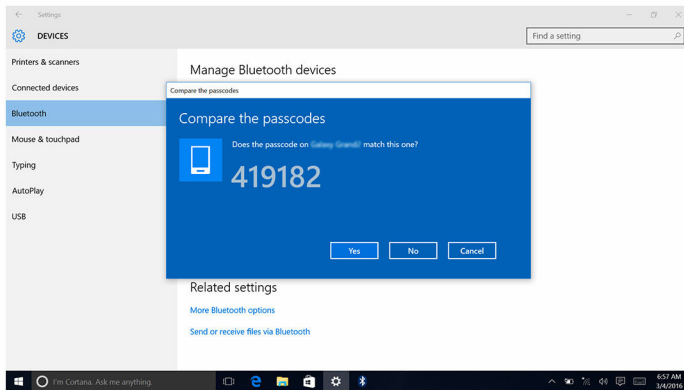 Settings
DEVICES
Find a setting
Printers & scanners
Connected devices
Bluetooth
Mouse & touchpad
Typing
AutoPlay
USB
Manage Bluetooth devices
Compare the passcodes
Compare the passcodes
Does the passcode on Galaxy Grand2 match this one?
419182
Yes No Cancel
Related settings
More Bluetooth options
Send or receive files via Bluetooth
I'm Cortana. Ask me anything.
6:57 AM
3/4/2016